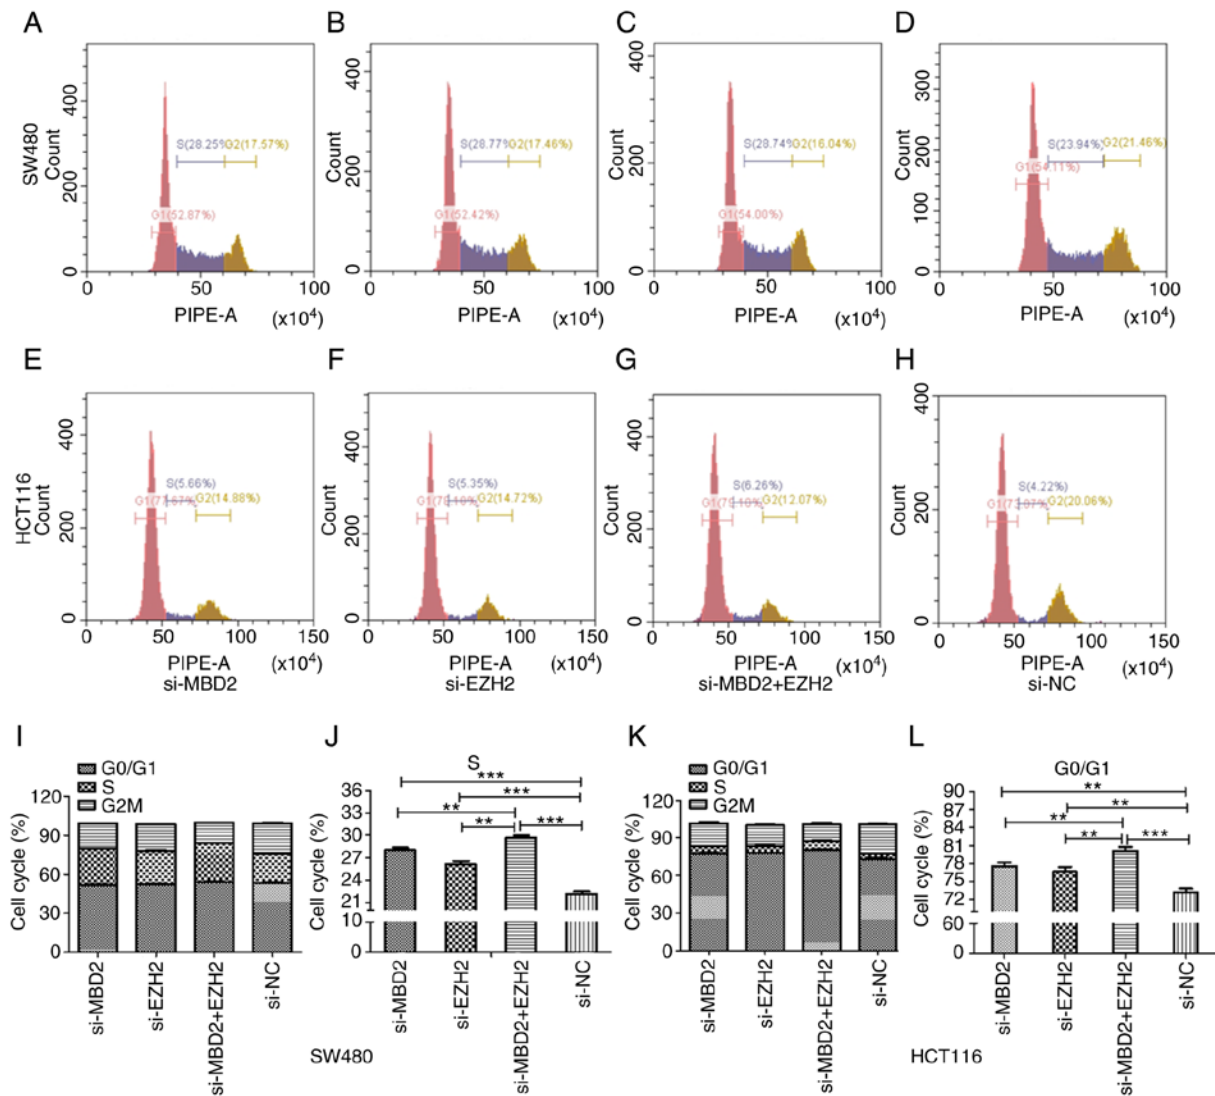 A
B
C
D
SW480
Count
400
200
0
S(28.25%
G2(17.57%)
G1(52.87%)
0
50
100
PIPE-A
(x10⁴)
Count
400
200
0
S(28.77%
G2(17.46%)
G1(52.42%)
0
50
100
PIPE-A
(x10⁴)
Count
400
200
0
S(28.74%
G2(16.04%)
G1(54.00%)
0
50
100
PIPE-A
(x10⁴)
Count
300
200
100
0
S(23.94%)
G2(21.46%)
0
50
100
PIPE-A
(x10⁴)
E
F
G
H
HCT116
Count
400
200
0
S(5.66%)
G2(14.88%)
0
50
100
150
PIPE-A
(x10⁴)
si-MBD2
Count
400
200
0
S(5.35%)
G2(14.72%)
0
50
100
150
PIPE-A
(x10⁴)
si-EZH2
Count
400
200
0
S(6.26%)
G2(12.07%)
0
50
100
150
PIPE-A
(x10⁴)
si-MBD2+EZH2
Count
400
200
0
S(4.22%)
G2(20.06%)
0
50
100
150
PIPE-A
(x10⁴)
si-NC
I
G0/G1
S
G2M
Cell cycle (%)
120
90
60
30
0
si-MBD2
si-EZH2
si-MBD2+EZH2
si-NC
J
S
Cell cycle (%)
36
33
30
27
24
21
10
0
***
***
**
**
***
si-MBD2
si-EZH2
si-MBD2+EZH2
si-NC
SW480
K
G0/G1
S
G2M
Cell cycle (%)
120
90
60
30
0
si-MBD2
si-EZH2
si-MBD2+EZH2
si-NC
L
G0/G1
Cell cycle (%)
90
87
84
81
78
75
72
60
0
**
**
**
**
***
si-MBD2
si-EZH2
si-MBD2+EZH2
si-NC
HCT116